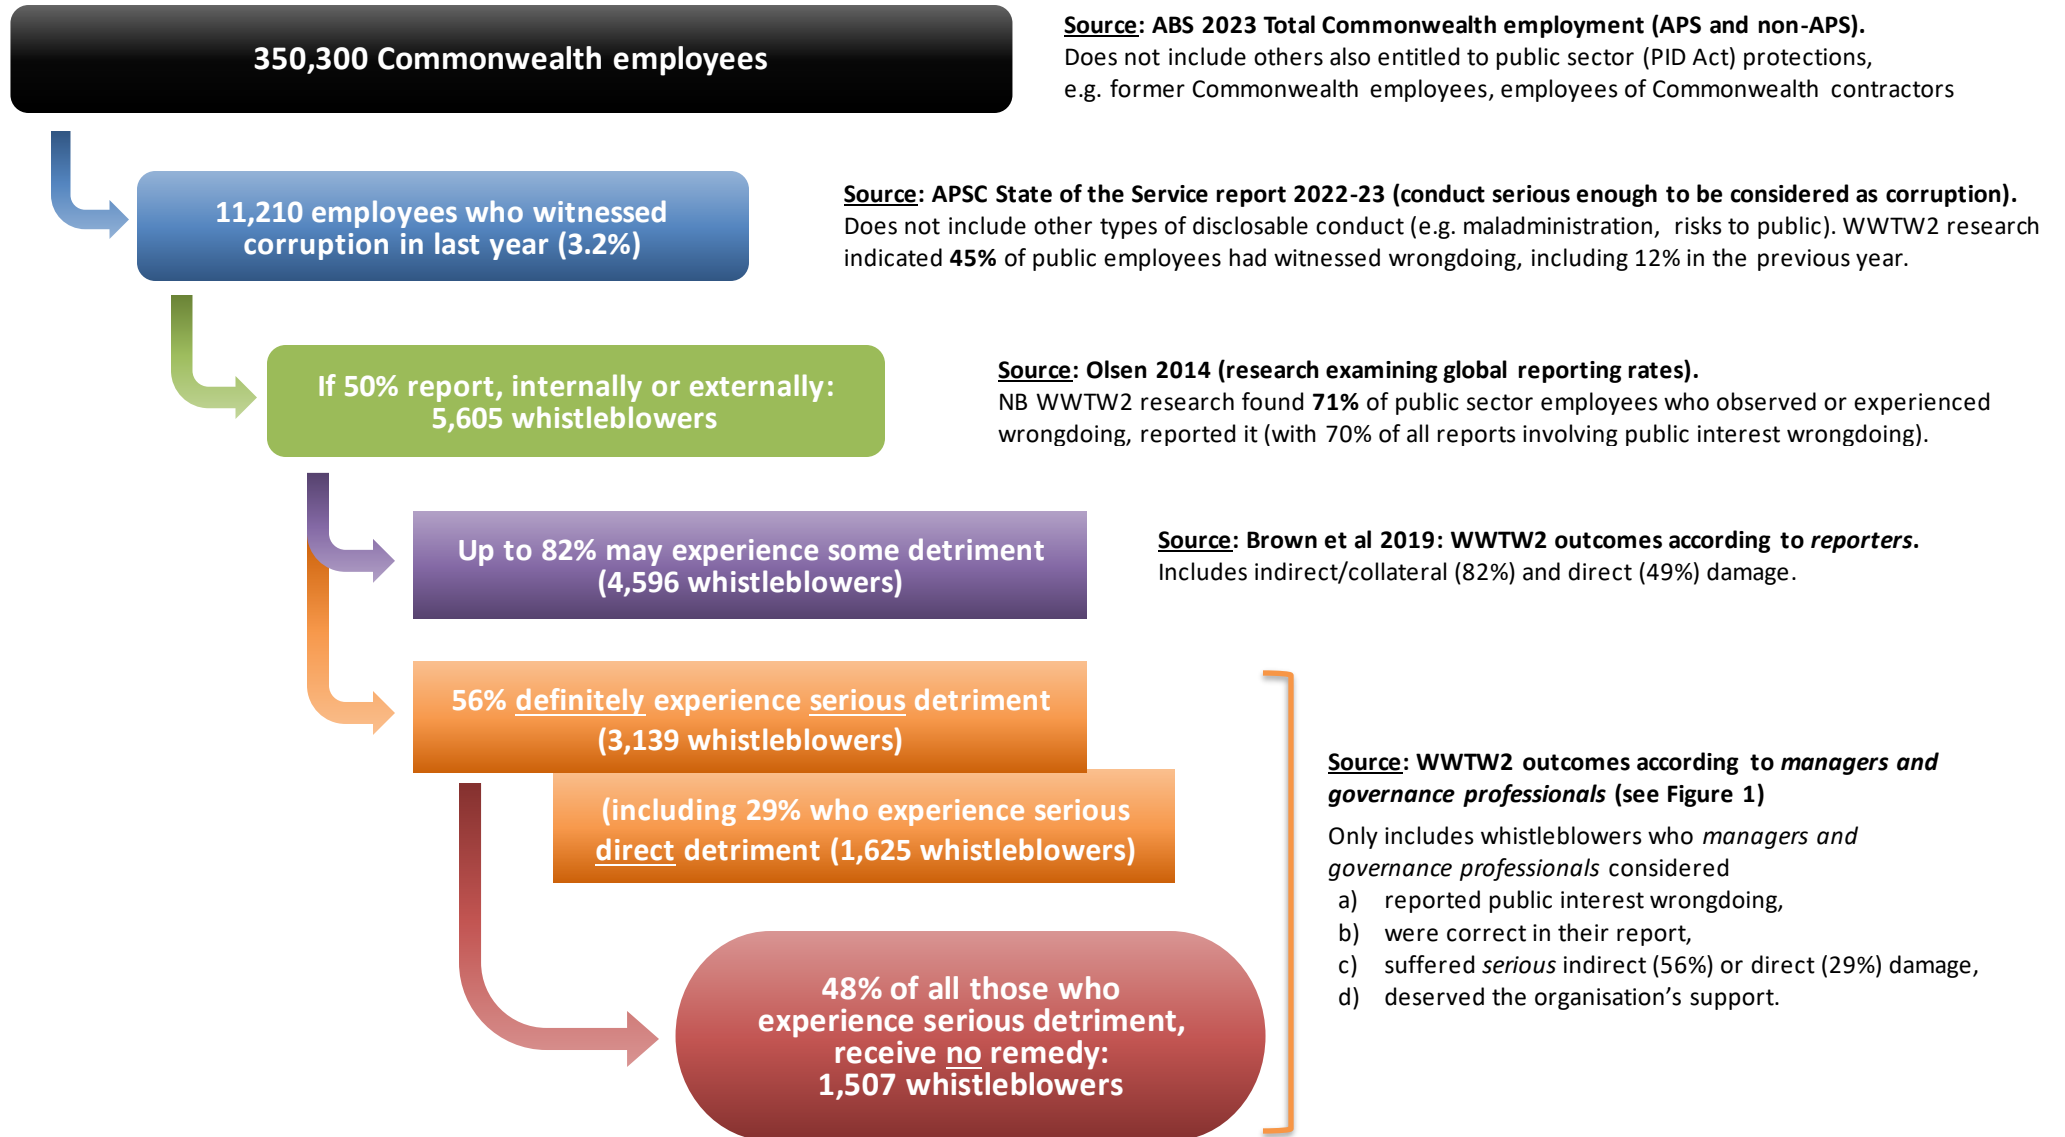 350,300 Commonwealth employees
Source: ABS 2023 Total Commonwealth employment (APS and non-APS).
Does not include others also entitled to public sector (PID Act) protections,
e.g. former Commonwealth employees, employees of Commonwealth contractors
11,210 employees who witnessed
corruption in last year (3.2%)
Source: APSC State of the Service report 2022-23 (conduct serious enough to be considered as corruption).
Does not include other types of disclosable conduct (e.g. maladministration, risks to public). WWTW2 research
indicated 45% of public employees had witnessed wrongdoing, including 12% in the previous year.
If 50% report, internally or externally:
5,605 whistleblowers
Source: Olsen 2014 (research examining global reporting rates).
NB WWTW2 research found 71% of public sector employees who observed or experienced
wrongdoing, reported it (with 70% of all reports involving public interest wrongdoing).
Up to 82% may experience some detriment
(4,596 whistleblowers)
Source: Brown et al 2019: WWTW2 outcomes according to reporters.
Includes indirect/collateral (82%) and direct (49%) damage.
56% definitely experience serious detriment
(3,139 whistleblowers)
(including 29% who experience serious
direct detriment (1,625 whistleblowers)
48% of all those who
experience serious detriment,
receive no remedy:
1,507 whistleblowers
Source: WWTW2 outcomes according to managers and
governance professionals (see Figure 1)
Only includes whistleblowers who managers and
governance professionals considered
a) reported public interest wrongdoing,
b) were correct in their report,
c) suffered serious indirect (56%) or direct (29%) damage,
d) deserved the organisation's support.